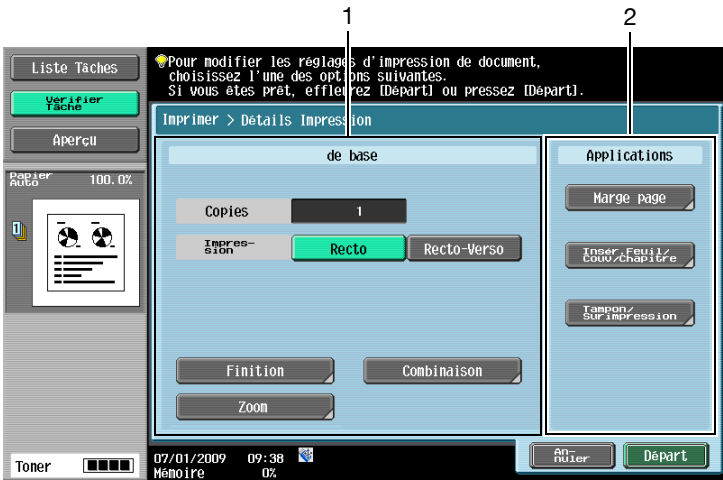 1
2
Liste Tâches
Vérifier
Tâche
Aperçu
Papier
Auto
100.0%
1
Pour modifier les réglages d'impression de document,
choisissez l'une des options suivantes.
Si vous êtes prêt, effleurez [Départ] ou pressez [Départ].
Imprimer > Détails Impression
de base
Copies
1
Impres-
sion
Recto
Recto-Verso
Finition
Combinaison
Zoom
Applications
Marge page
Insér.Feuil/
Couv/Chapitre
Tampon/
Surimpression
Toner
07/01/2009 09:38
Mémoire 0%
An-
nuler
Départ